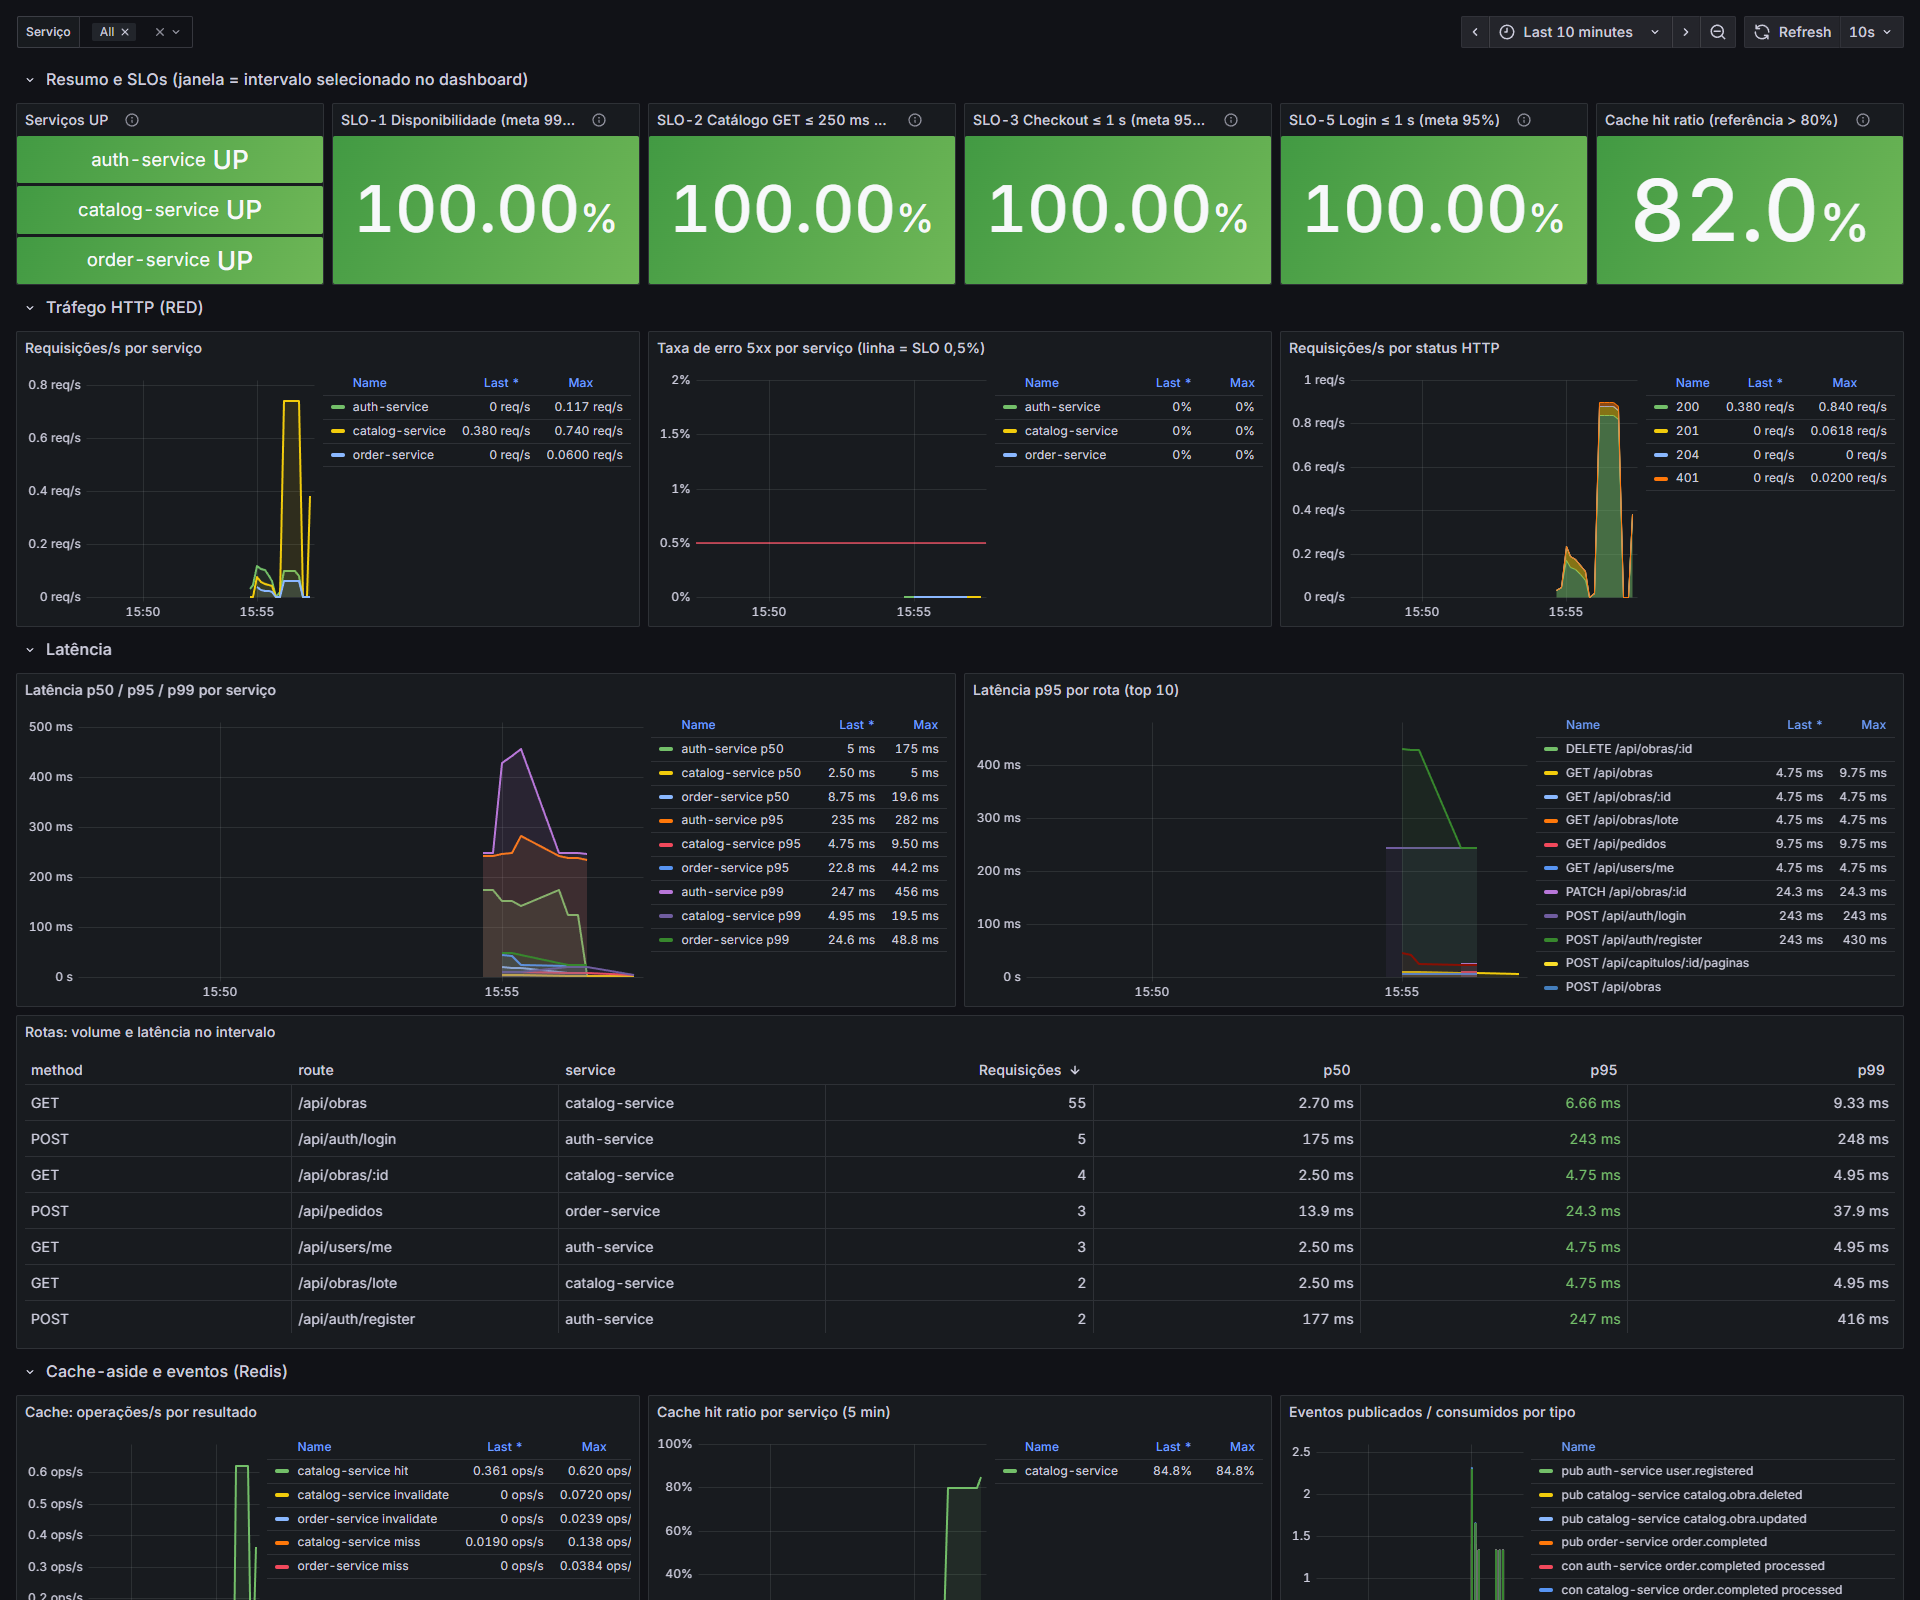 Serviço All
Last 10 minutes Refresh 10s
Resumo e SLOs (janela = intervalo selecionado no dashboard)
Serviços UP
auth-service UP
catalog-service UP
order-service UP
SLO-1 Disponibilidade (meta 99...
100.00%
SLO-2 Catálogo GET ≤ 250 ms ...
100.00%
SLO-3 Checkout ≤ 1 s (meta 95...
100.00%
SLO-5 Login ≤ 1 s (meta 95%)
100.00%
Cache hit ratio (referência > 80%)
82.0%
Tráfego HTTP (RED)
Requisições/s por serviço
0.8 req/s
0.6 req/s
0.4 req/s
0.2 req/s
0 req/s
15:50 15:55
Name Last * Max
auth-service 0 req/s 0.117 req/s
catalog-service 0.380 req/s 0.740 req/s
order-service 0 req/s 0.0600 req/s
Taxa de erro 5xx por serviço (linha = SLO 0,5%)
2%
1.5%
1%
0.5%
0%
15:50 15:55
Name Last * Max
auth-service 0% 0%
catalog-service 0% 0%
order-service 0% 0%
Requisições/s por status HTTP
1 req/s
0.8 req/s
0.6 req/s
0.4 req/s
0.2 req/s
0 req/s
15:50 15:55
Name Last * Max
200 0.380 req/s 0.840 req/s
201 0 req/s 0.0618 req/s
204 0 req/s 0 req/s
401 0 req/s 0.0200 req/s
Latência
Latência p50 / p95 / p99 por serviço
500 ms
400 ms
300 ms
200 ms
100 ms
0 s
15:50 15:55
Name Last * Max
auth-service p50 5 ms 175 ms
catalog-service p50 2.50 ms 5 ms
order-service p50 8.75 ms 19.6 ms
auth-service p95 235 ms 282 ms
catalog-service p95 4.75 ms 9.50 ms
order-service p95 22.8 ms 44.2 ms
auth-service p99 247 ms 456 ms
catalog-service p99 4.95 ms 19.5 ms
order-service p99 24.6 ms 48.8 ms
Latência p95 por rota (top 10)
400 ms
300 ms
200 ms
100 ms
0 s
15:50 15:55
Name Last * Max
DELETE /api/obras/:id
GET /api/obras 4.75 ms 9.75 ms
GET /api/obras/:id 4.75 ms 4.75 ms
GET /api/obras/lote 4.75 ms 4.75 ms
GET /api/pedidos 9.75 ms 9.75 ms
GET /api/users/me 4.75 ms 4.75 ms
PATCH /api/obras/:id 24.3 ms 24.3 ms
POST /api/auth/login 243 ms 243 ms
POST /api/auth/register 243 ms 430 ms
POST /api/capitulos/:id/paginas
POST /api/obras
Rotas: volume e latência no intervalo
method route service Requisições p50 p95 p99
GET /api/obras catalog-service 55 2.70 ms 6.66 ms 9.33 ms
POST /api/auth/login auth-service 5 175 ms 243 ms 248 ms
GET /api/obras/:id catalog-service 4 2.50 ms 4.75 ms 4.95 ms
POST /api/pedidos order-service 3 13.9 ms 24.3 ms 37.9 ms
GET /api/users/me auth-service 3 2.50 ms 4.75 ms 4.95 ms
GET /api/obras/lote catalog-service 2 2.50 ms 4.75 ms 4.95 ms
POST /api/auth/register auth-service 2 177 ms 247 ms 416 ms
Cache-aside e eventos (Redis)
Cache: operações/s por resultado
0.6 ops/s
0.5 ops/s
0.4 ops/s
0.3 ops/s
0.2 ops/s
Name Last * Max
catalog-service hit 0.361 ops/s 0.620 ops/
catalog-service invalidate 0 ops/s 0.0720 ops/
order-service invalidate 0 ops/s 0.0239 ops/
catalog-service miss 0.0190 ops/s 0.138 ops/
order-service miss 0 ops/s 0.0384 ops/
Cache hit ratio por serviço (5 min)
100%
80%
60%
40%
Name Last * Max
catalog-service 84.8% 84.8%
Eventos publicados / consumidos por tipo
2.5
2
1.5
1
Name
pub auth-service user.registered
pub catalog-service catalog.obra.deleted
pub catalog-service catalog.obra.updated
pub order-service order.completed
con auth-service order.completed processed
con catalog-service order.completed processed